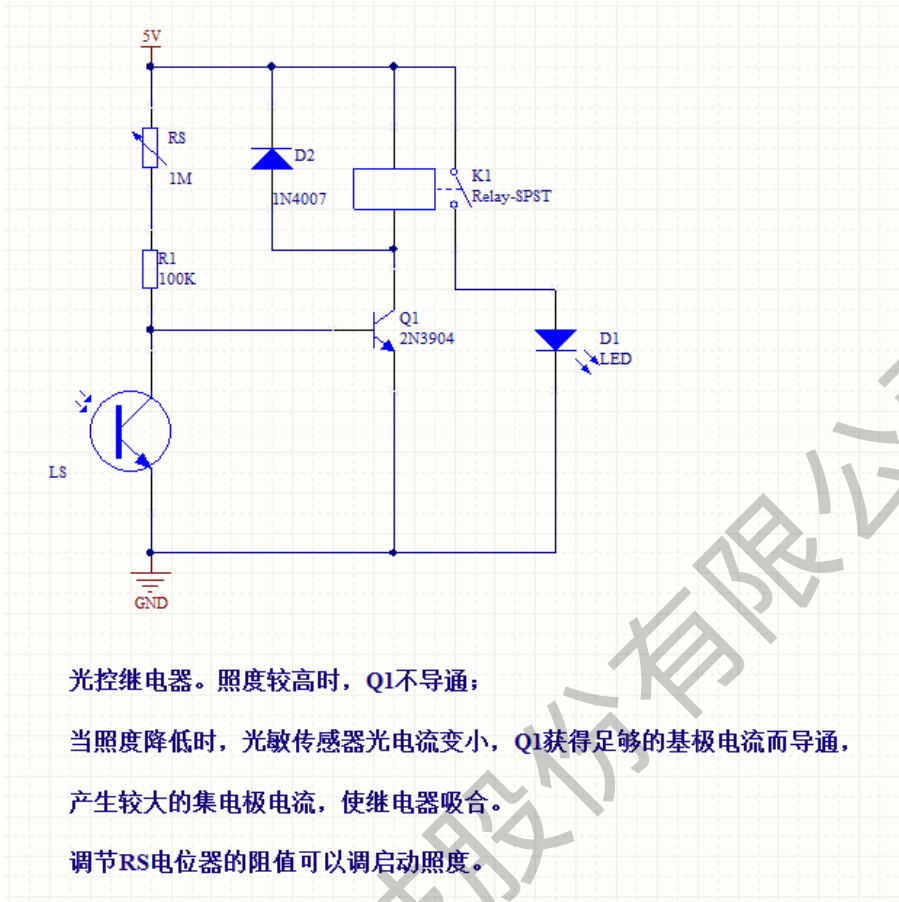 5V
RS
1M
D2
1N4007
K1
Relay-SPST
R1
100K
Q1
2N3904
D1
LED
LS
GND
光控继电器。照度较高时，Q1不导通；
当照度降低时，光敏传感器光电流变小，Q1获得足够的基极电流而导通，
产生较大的集电极电流，使继电器吸合。
调节RS电位器的阻值可以调启动照度。
股份有限公